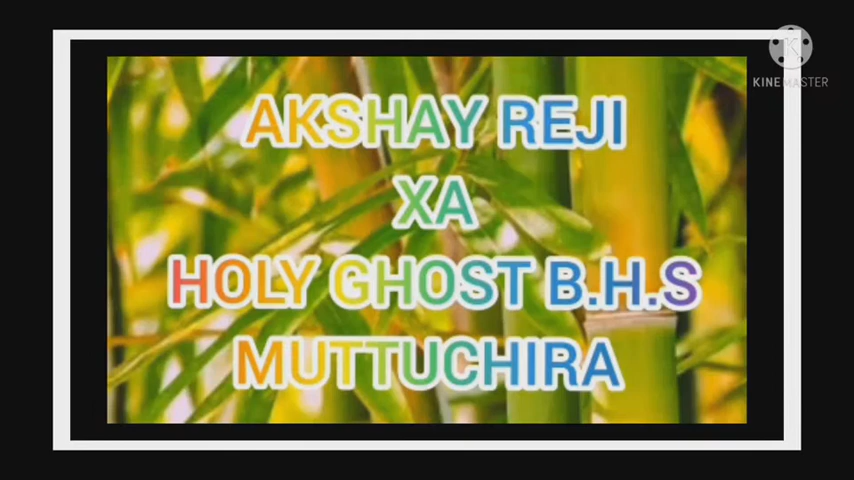 KINEMASTER
AKSHAY REJI
XA
HOLY GHOST B.H.S
MUTTUCHIRA